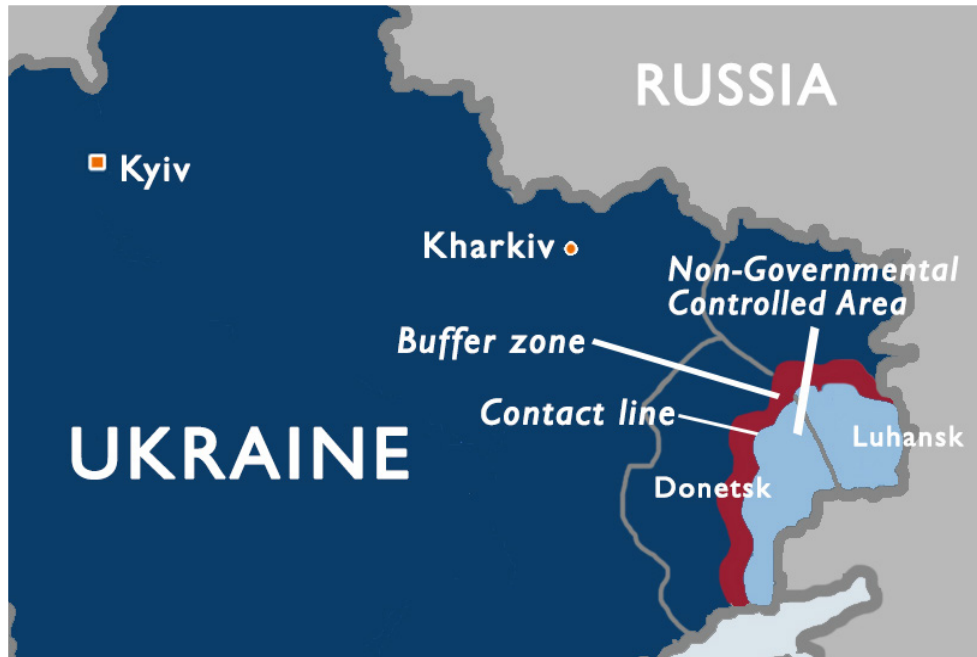 RUSSIA
Kyiv
Kharkiv
Non-Governmental
Controlled Area
Buffer zone
Contact line
UKRAINE
Luhansk
Donetsk